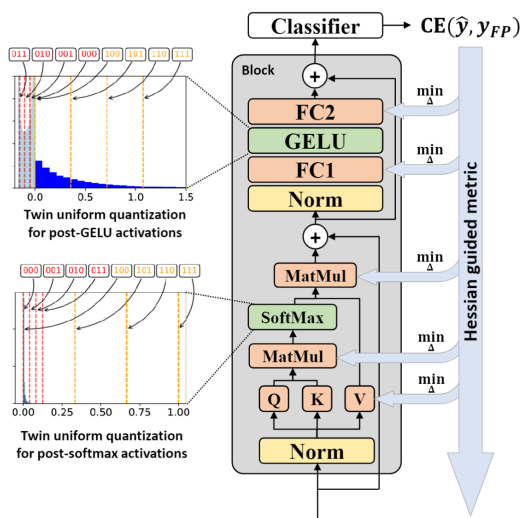 Classifier
CE(ŷ, y_FP)
011 010 001 000 100 101 110 111
Block
+
FC2
min
Δ
GELU
FC1
min
Δ
Norm
0.0 0.5 1.0 1.5
Twin uniform quantization
for post-GELU activations
+
Hessian guided metric
000 001 010 011 100 101 110 111
MatMul
min
Δ
SoftMax
MatMul
min
Δ
Q K V
min
Δ
0.00 0.25 0.50 0.75 1.00
Norm
Twin uniform quantization
for post-softmax activations